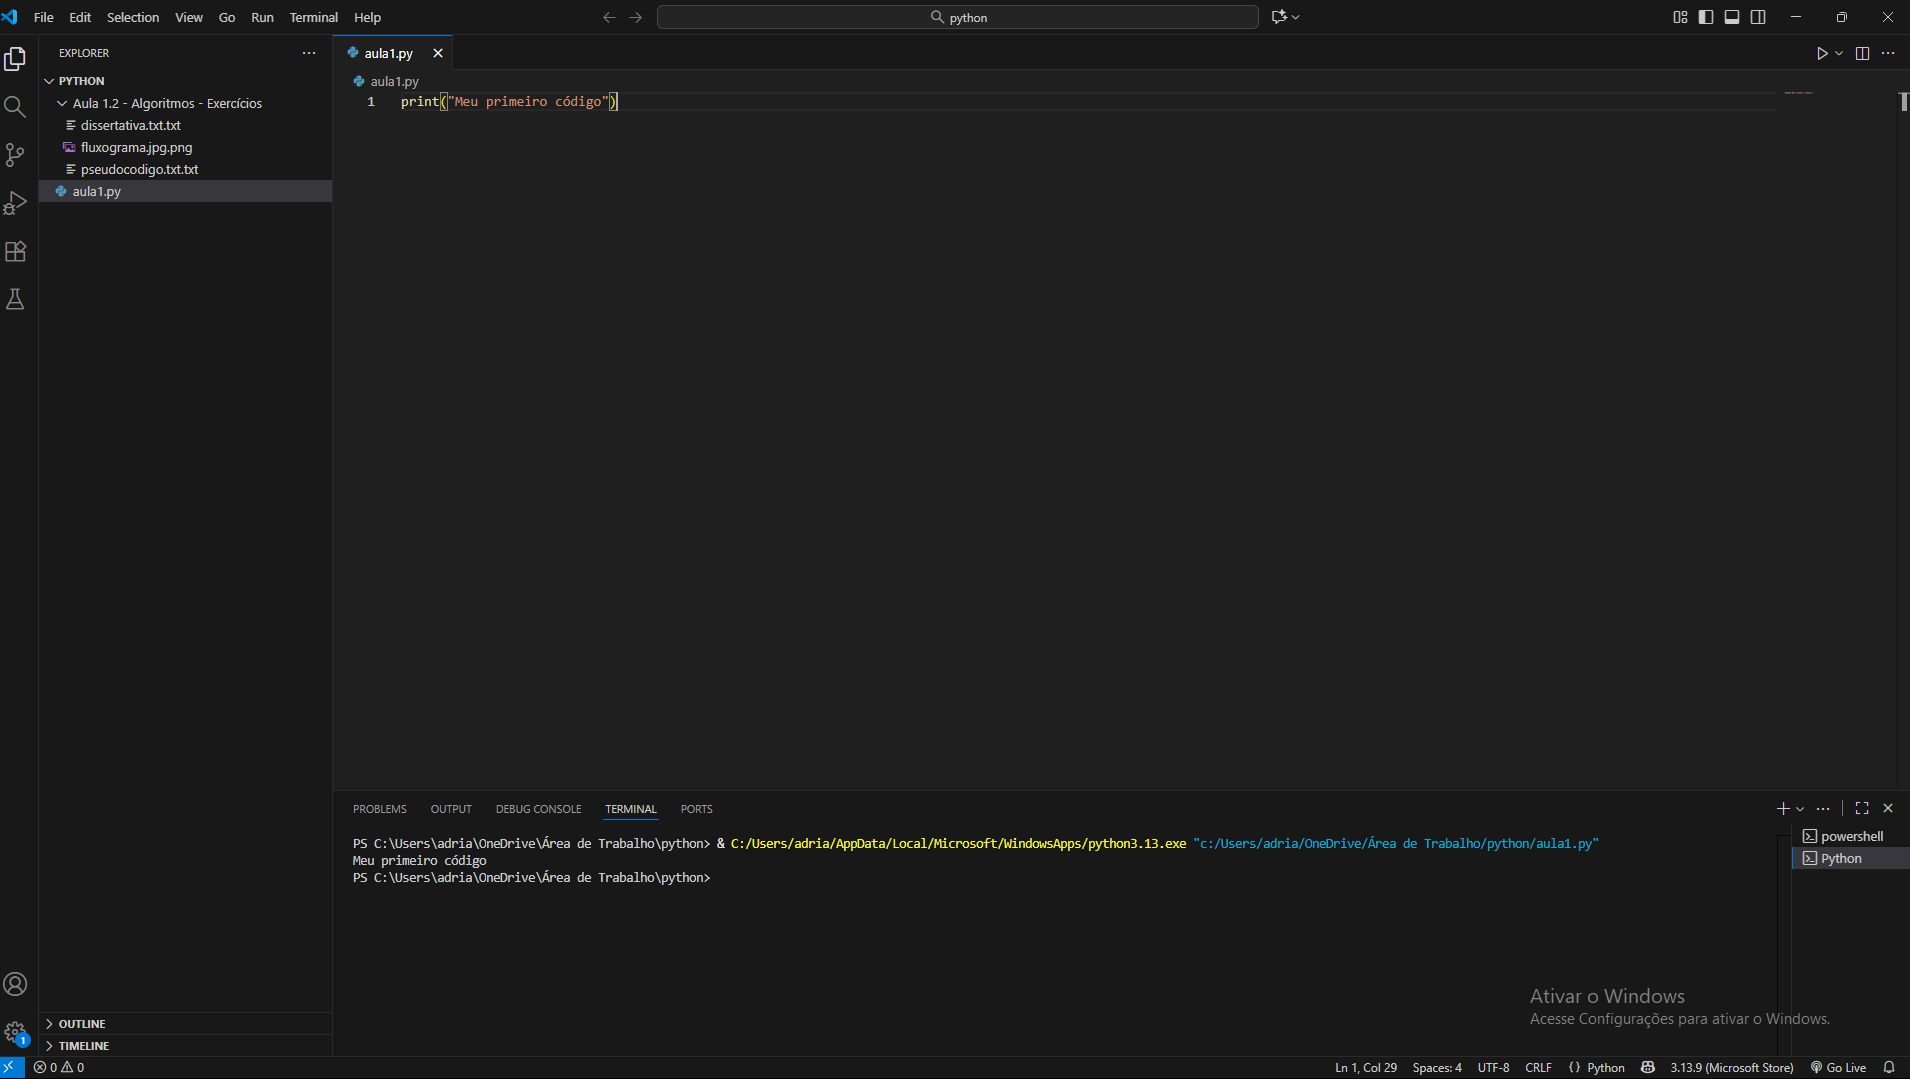 File Edit Selection View Go Run Terminal Help
python
EXPLORER
PYTHON
Aula 1.2 - Algoritmos - Exercícios
dissertativa.txt.txt
fluxograma.jpg.png
pseudocodigo.txt.txt
aula1.py
OUTLINE
TIMELINE
aula1.py
aula1.py
1 print("Meu primeiro código")
PROBLEMS OUTPUT DEBUG CONSOLE TERMINAL PORTS
PS C:\Users\adria\OneDrive\Área de Trabalho\python> & C:/Users/adria/AppData/Local/Microsoft/WindowsApps/python3.13.exe "c:/Users/adria/OneDrive/Área de Trabalho/python/aula1.py"
Meu primeiro código
PS C:\Users\adria\OneDrive\Área de Trabalho\python>
powershell
Python
Ativar o Windows
Acesse Configurações para ativar o Windows.
1
0 0
Ln 1, Col 29 Spaces: 4 UTF-8 CRLF {} Python 3.13.9 (Microsoft Store) Go Live